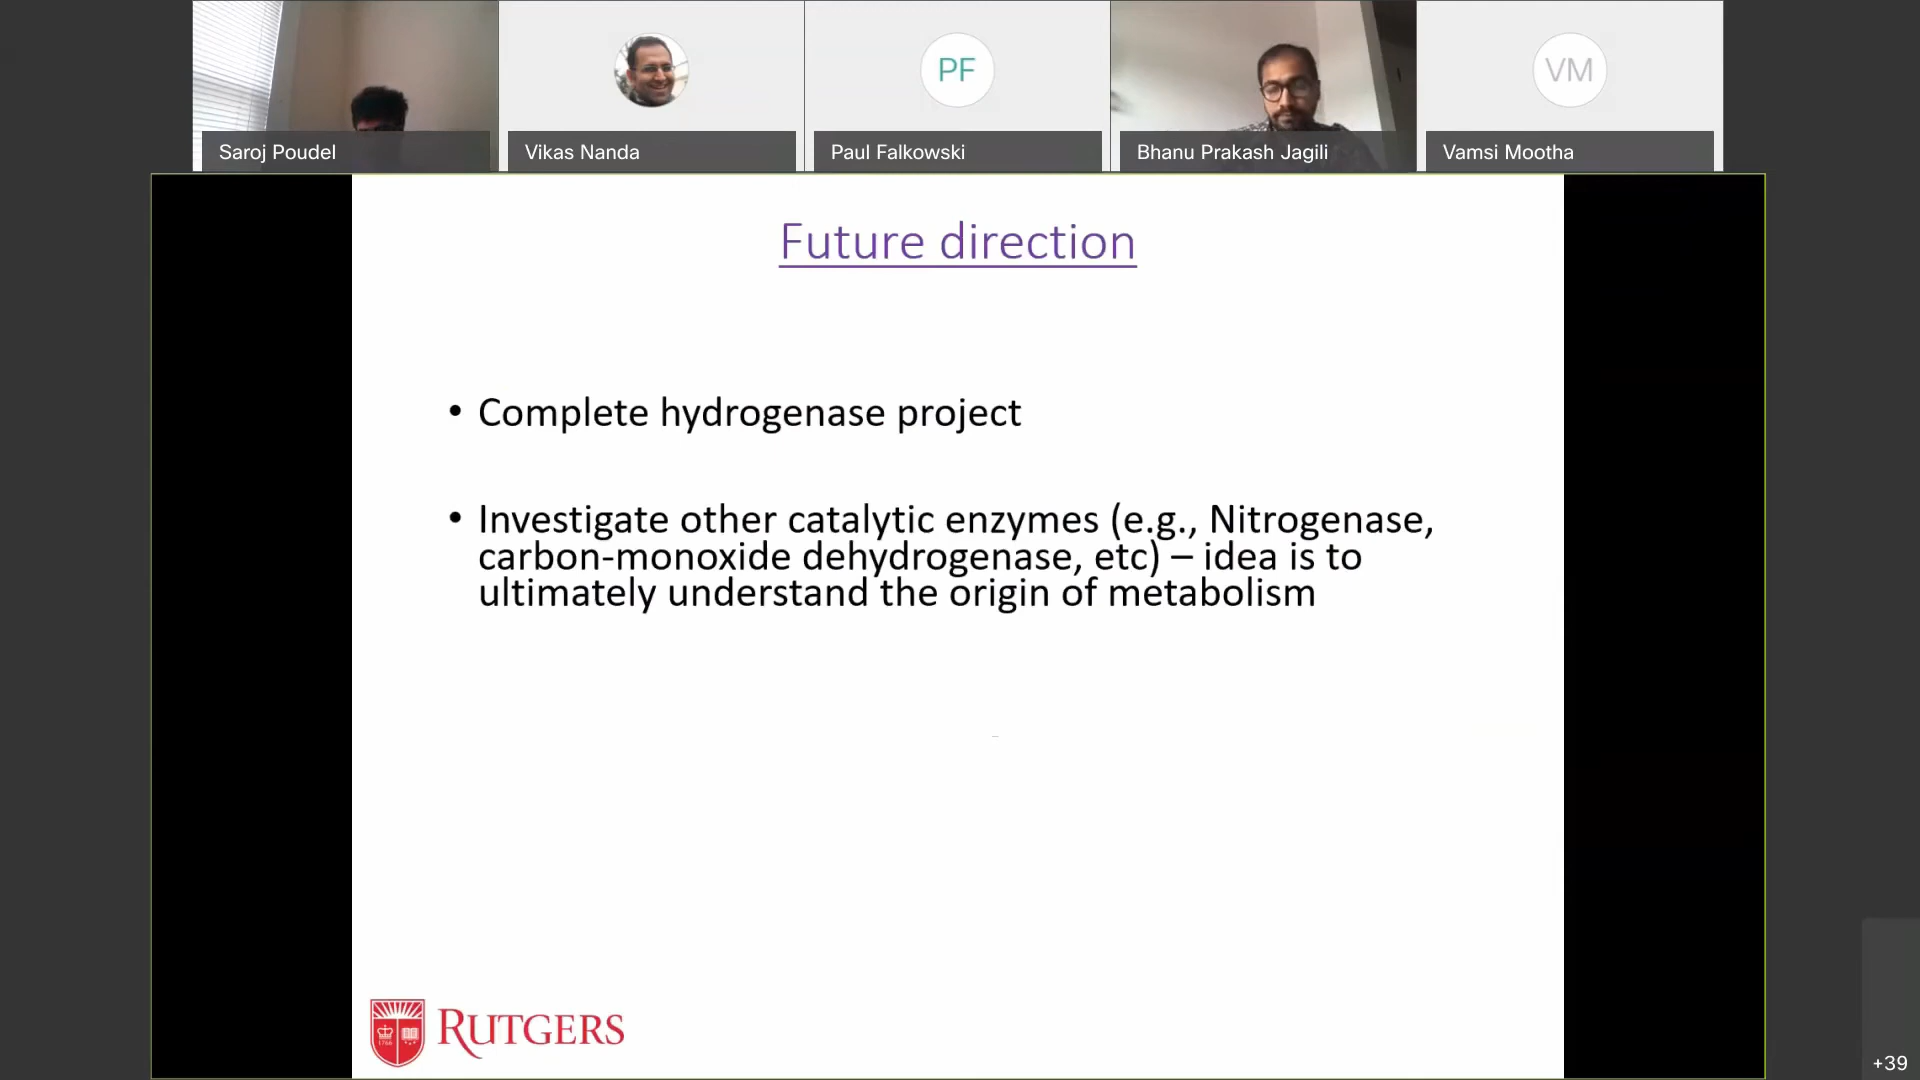 Saroj Poudel
Vikas Nanda
PF
Paul Falkowski
Bhanu Prakash Jagili
VM
Vamsi Mootha
Future direction
• Complete hydrogenase project
• Investigate other catalytic enzymes (e.g., Nitrogenase,
carbon-monoxide dehydrogenase, etc) – idea is to
ultimately understand the origin of metabolism
1766
RUTGERS
+39